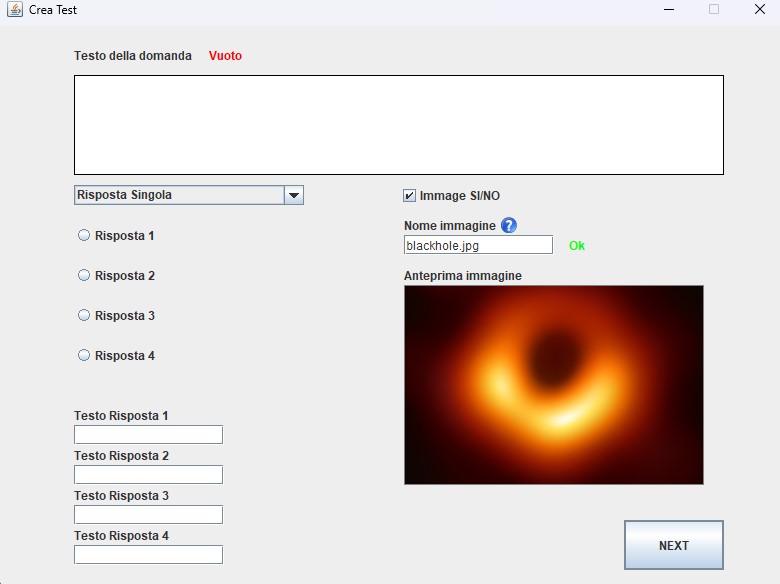 Crea Test
Testo della domanda Vuoto
Risposta Singola
Immage SI/NO
Risposta 1
Nome immagine ?
blackhole.jpg Ok
Risposta 2
Anteprima immagine
Risposta 3
Risposta 4
Testo Risposta 1
Testo Risposta 2
Testo Risposta 3
Testo Risposta 4
NEXT